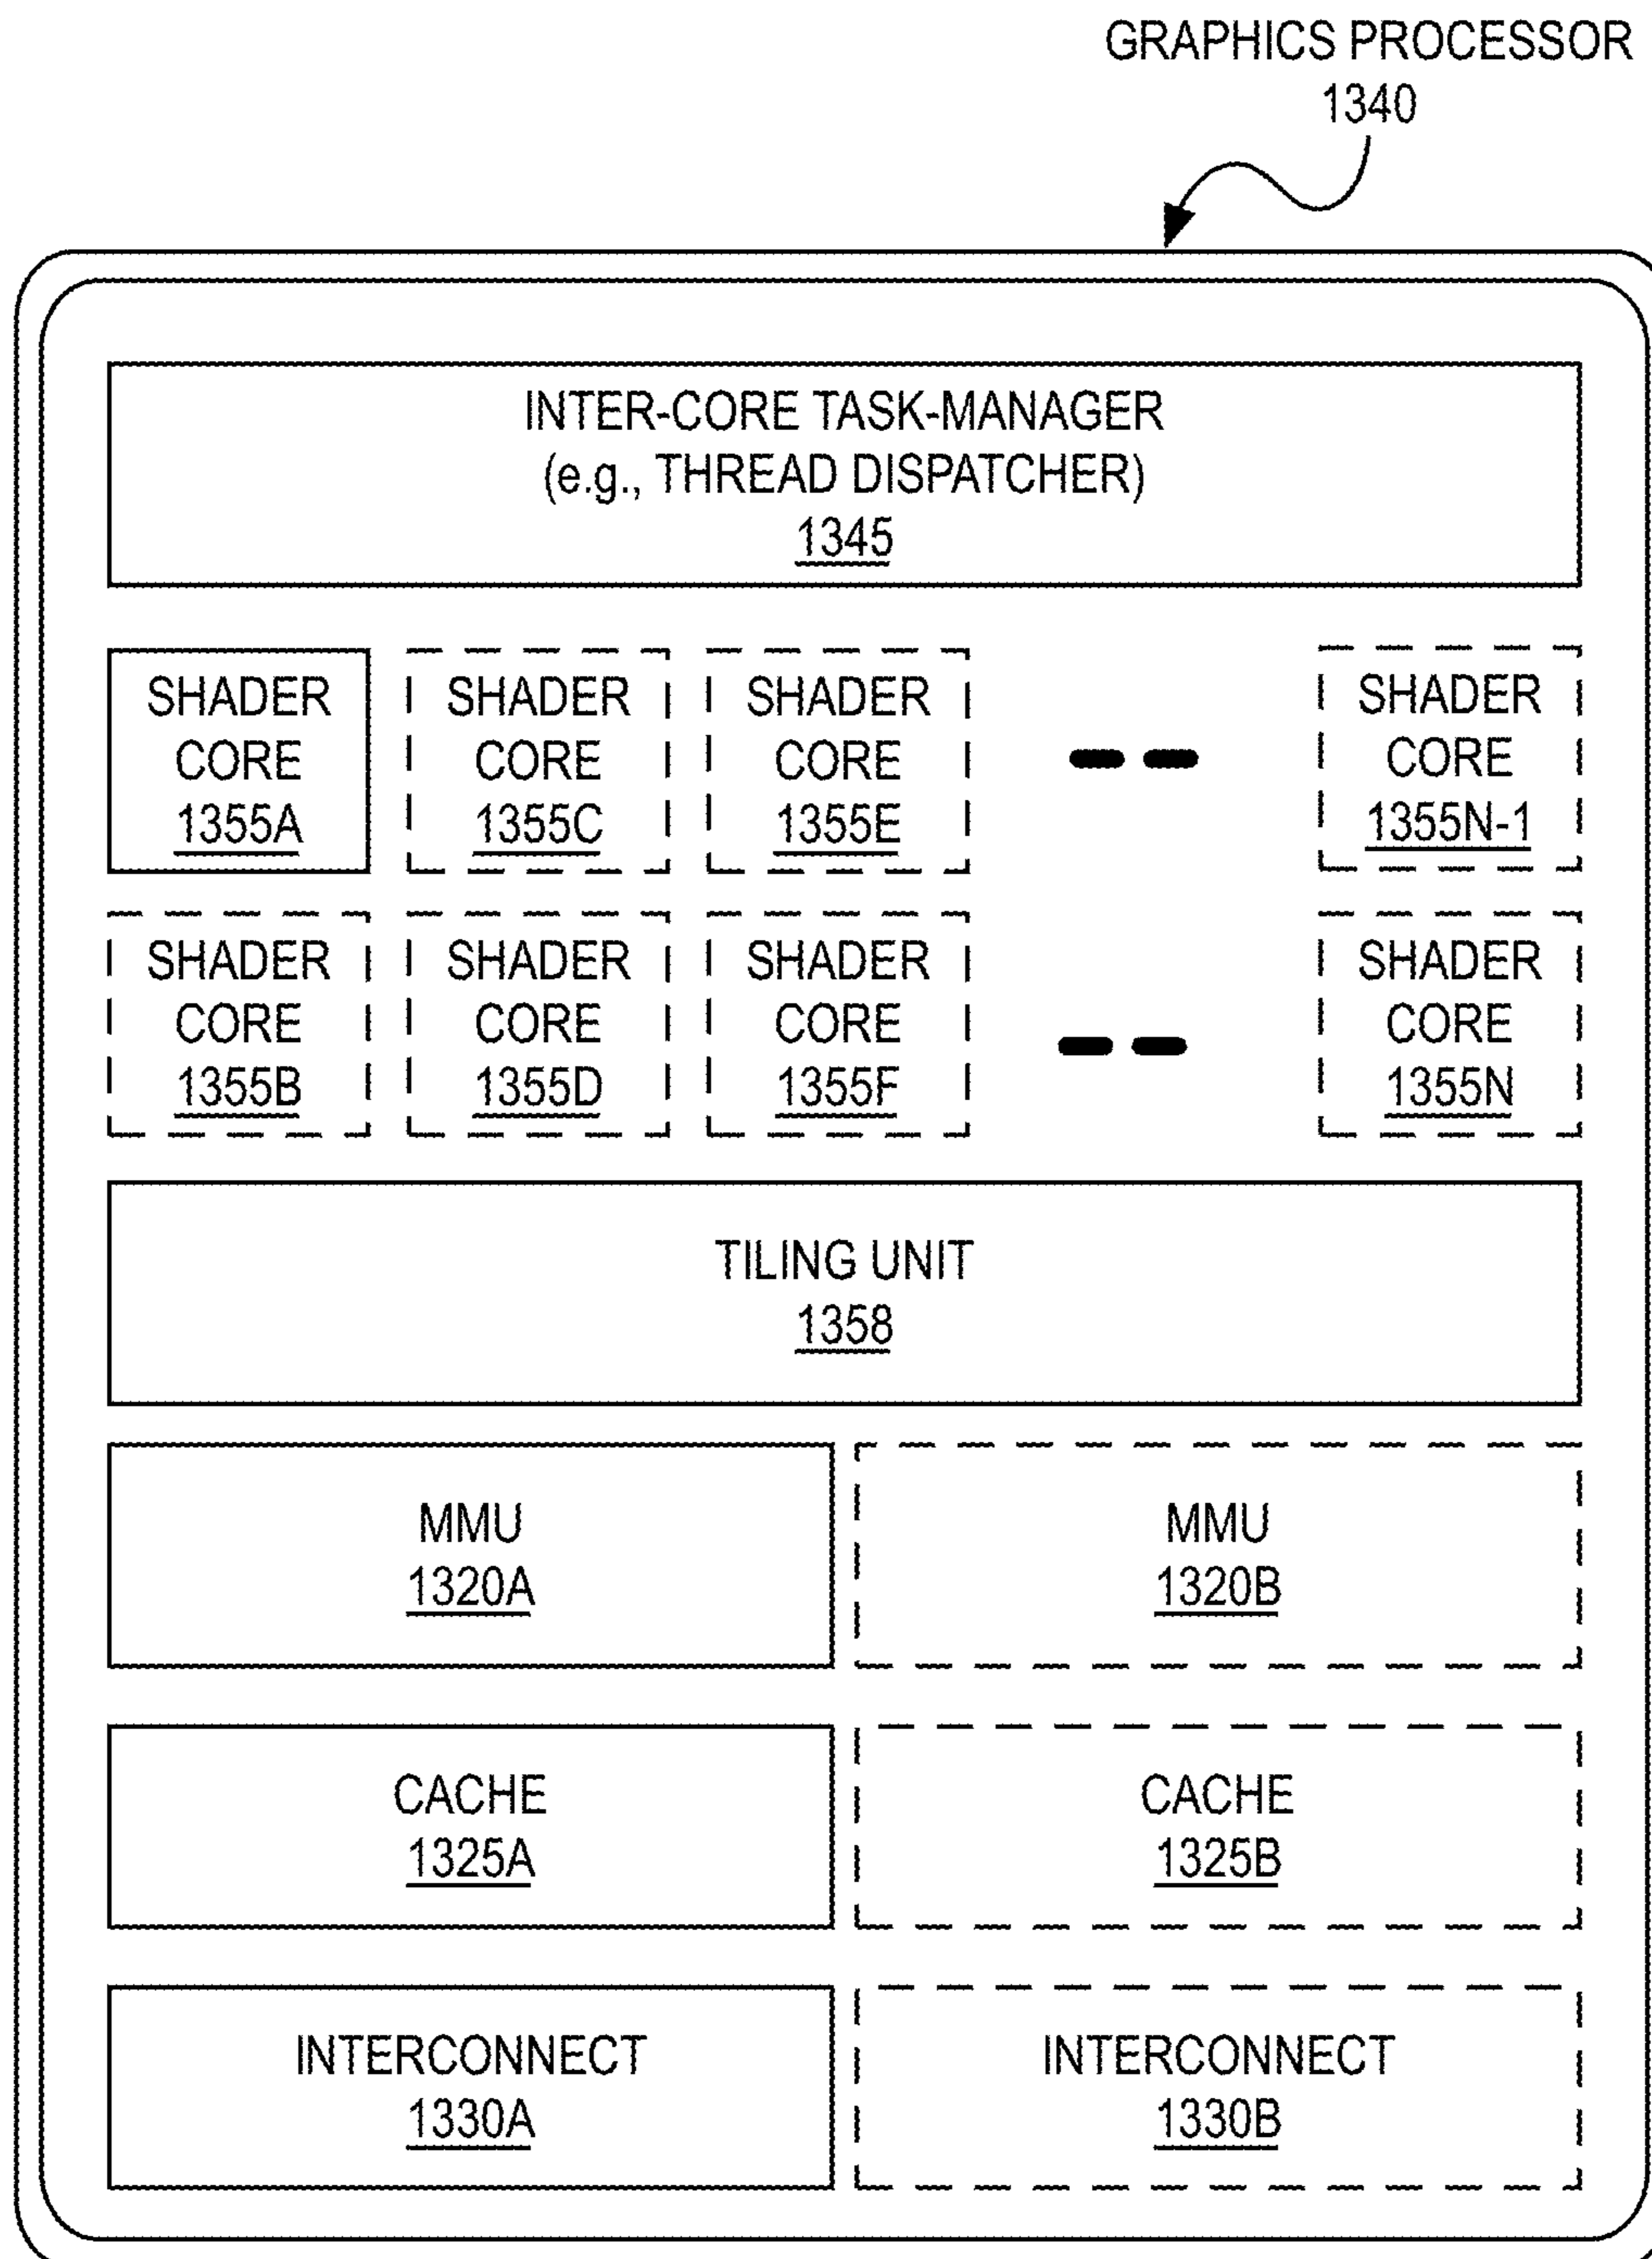 GRAPHICS PROCESSOR
1340
INTER-CORE TASK-MANAGER
(e.g., THREAD DISPATCHER)
1345
SHADER
CORE
1355A
SHADER
CORE
1355C
SHADER
CORE
1355E
SHADER
CORE
1355N-1
SHADER
CORE
1355B
SHADER
CORE
1355D
SHADER
CORE
1355F
SHADER
CORE
1355N
TILING UNIT
1358
MMU
1320A
MMU
1320B
CACHE
1325A
CACHE
1325B
INTERCONNECT
1330A
INTERCONNECT
1330B